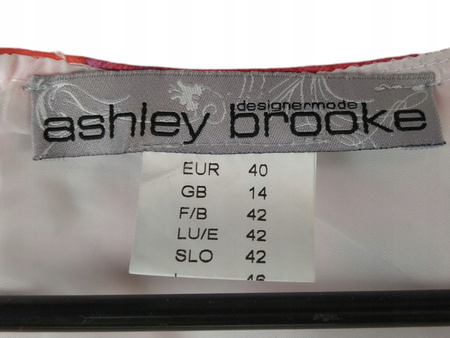 designermode
ashley brooke
EUR 40
GB 14
F/B 42
LU/E 42
SLO 42